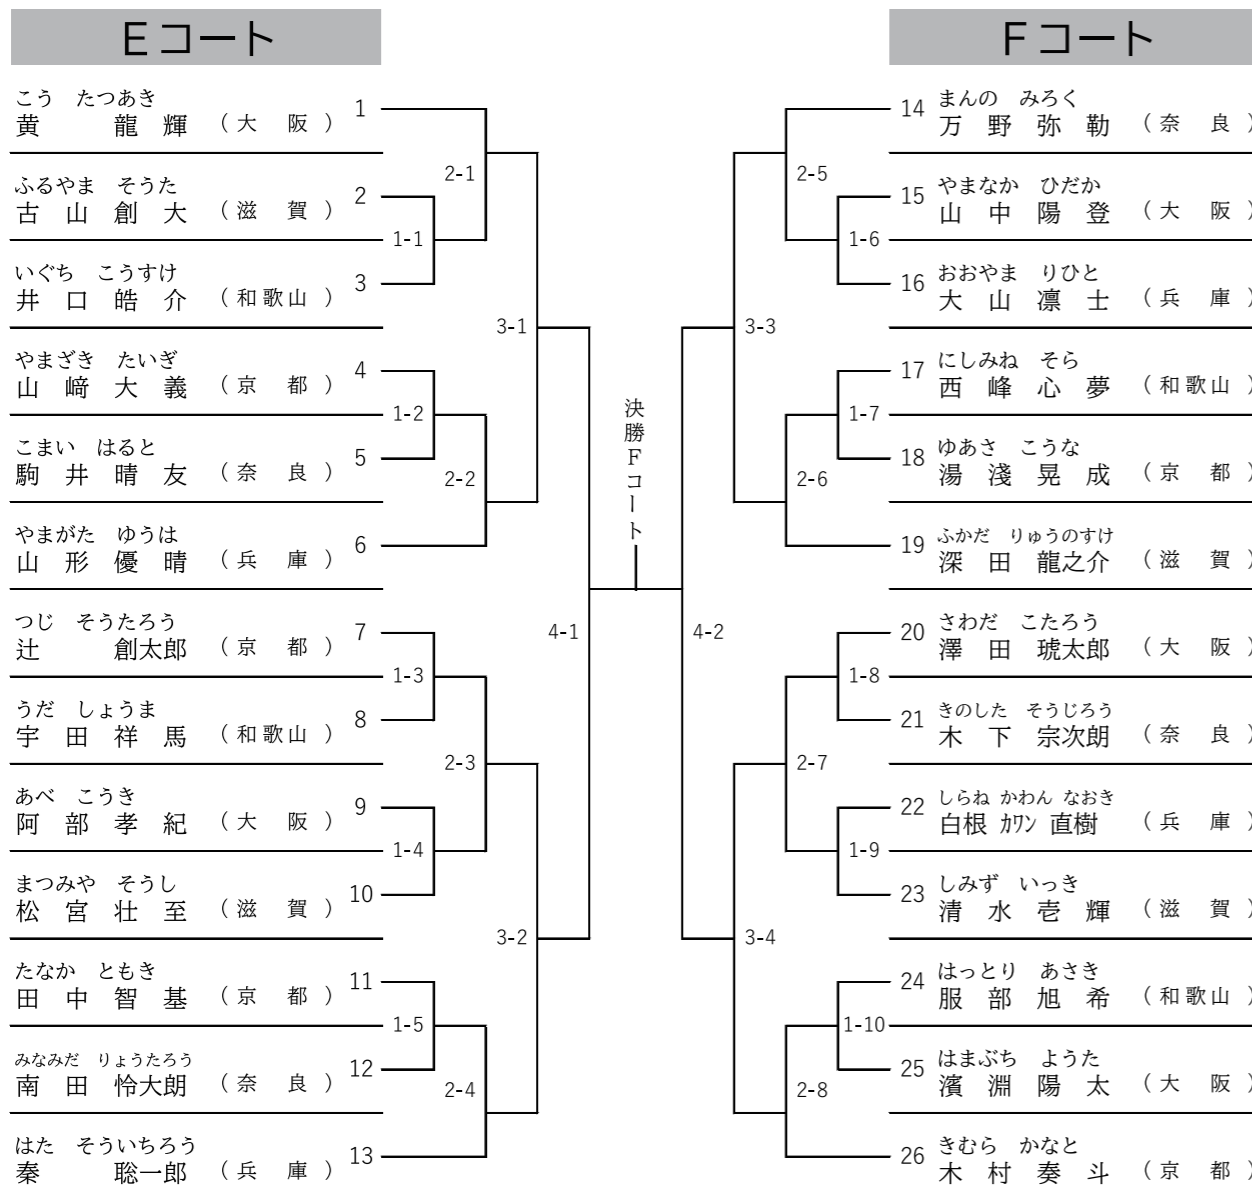 Eコート
こう たつあき
黄 龍輝 (大阪) 1
ふるやま そうた
古山創大 (滋賀) 2
いぐち こうすけ
井口皓介 (和歌山) 3
やまざき たいぎ
山﨑大義 (京都) 4
こまい はると
駒井晴友 (奈良) 5
やまがた ゆうは
山形優晴 (兵庫) 6
つじ そうたろう
辻 創太郎 (京都) 7
うだ しょうま
宇田祥馬 (和歌山) 8
あべ こうき
阿部孝紀 (大阪) 9
まつみや そうし
松宮壮至 (滋賀) 10
たなか ともき
田中智基 (京都) 11
みなみだ りょうたろう
南田怜大朗 (奈良) 12
はた そういちろう
秦 聡一郎 (兵庫) 13
1-1
1-2
1-3
1-4
1-5
2-1
2-2
2-3
2-4
3-1
3-2
4-1
決勝Fコート
4-2
3-3
3-4
2-5
2-6
2-7
2-8
1-6
1-7
1-8
1-9
1-10
Fコート
まんの みろく
14 万野弥勒 (奈良)
やまなか ひだか
15 山中陽登 (大阪)
おおやま りひと
16 大山凛士 (兵庫)
にしみね そら
17 西峰心夢 (和歌山)
ゆあさ こうな
18 湯淺晃成 (京都)
ふかだ りゅうのすけ
19 深田龍之介 (滋賀)
さわだ こたろう
20 澤田琥太郎 (大阪)
きのした そうじろう
21 木下宗次朗 (奈良)
しらね かわん なおき
22 白根 カワン 直樹 (兵庫)
しみず いっき
23 清水壱輝 (滋賀)
はっとり あさき
24 服部旭希 (和歌山)
はまぶち ようた
25 濱淵陽太 (大阪)
きむら かなと
26 木村奏斗 (京都)